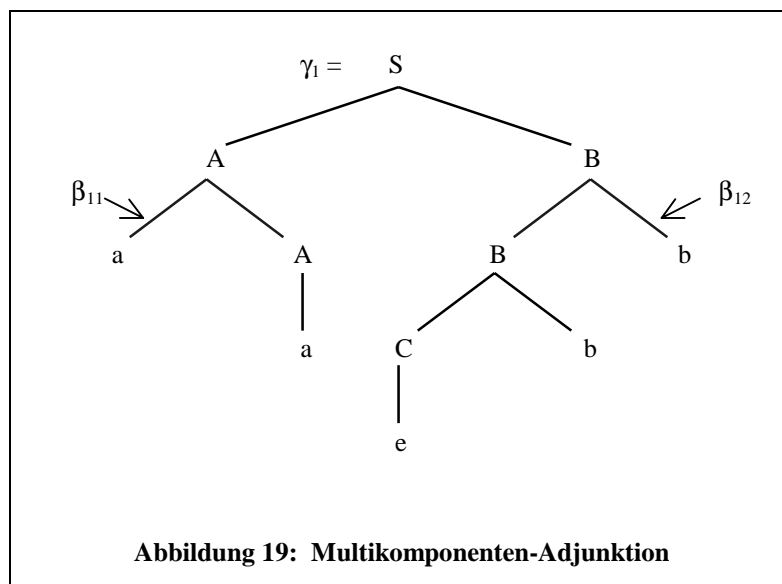 γ₁ = S
A B
β₁₁ β₁₂
a A B b
a C b
e
Abbildung 19: Multikomponenten-Adjunktion